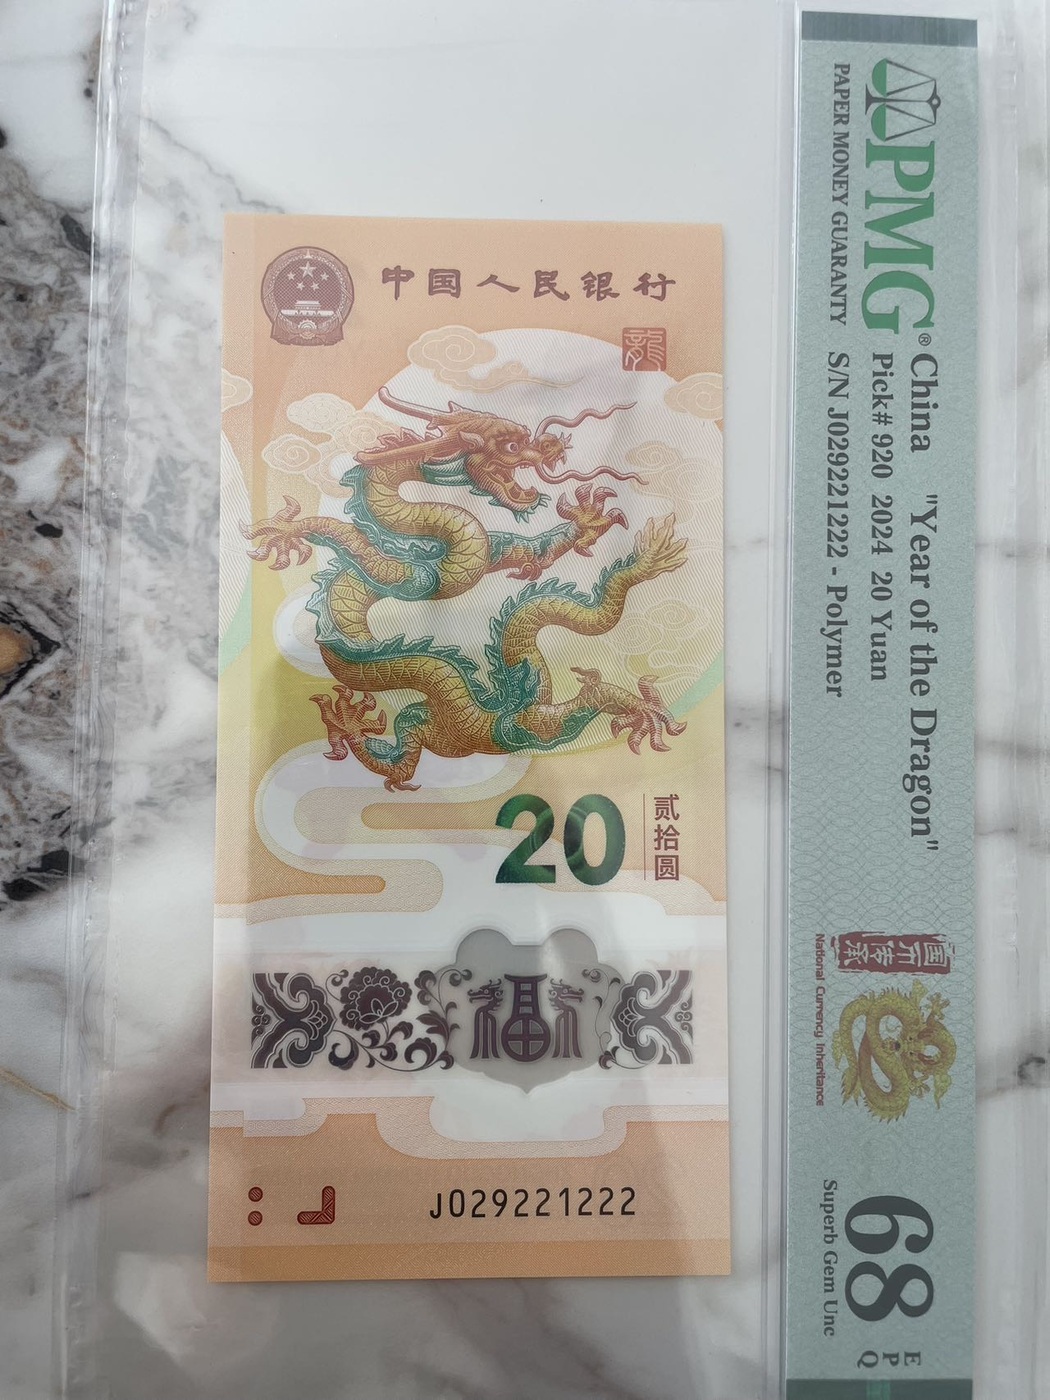 中国人民银行
龍
20
贰拾圆
福
J029221222
PMG®
PAPER MONEY GUARANTY
China "Year of the Dragon"
Pick# 920 2024 20 Yuan
S/N J029221222 - Polymer
国币传承
National Currency Inheritance
68 EPQ
Superb Gem Unc